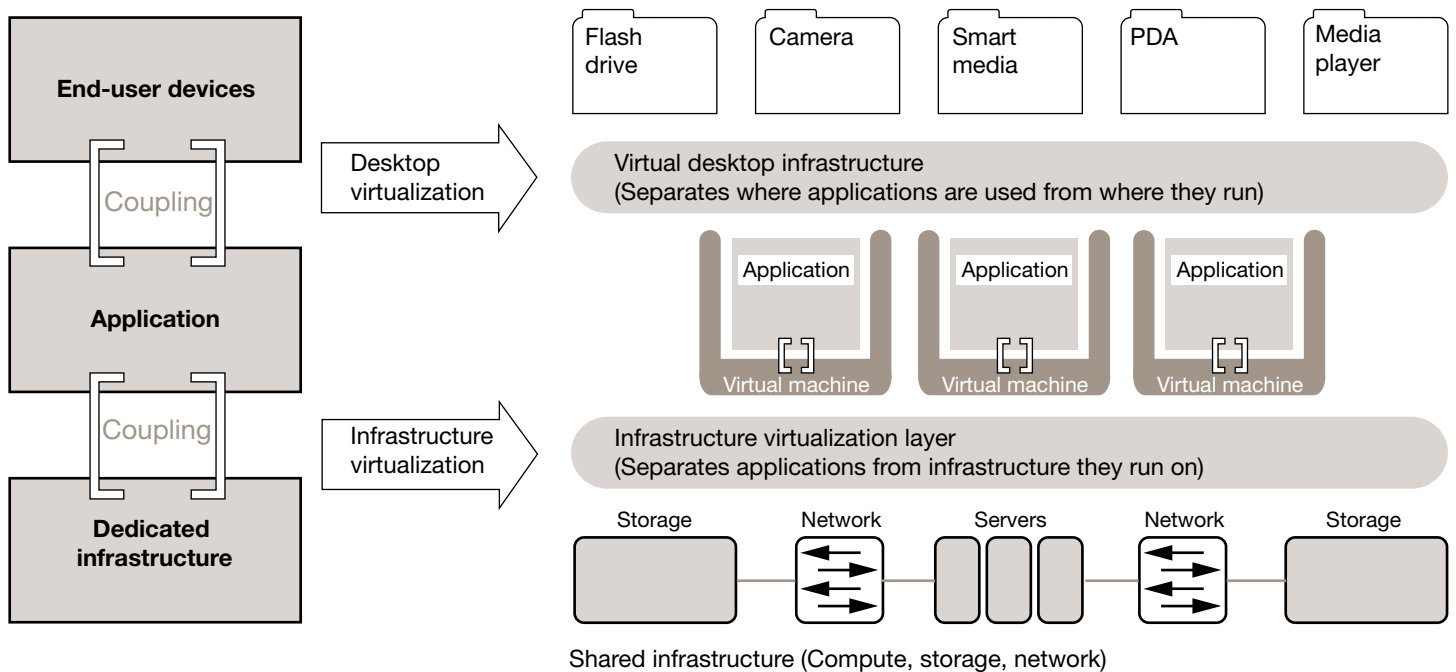 End-user devices
Coupling
Application
Coupling
Dedicated
infrastructure
Desktop
virtualization
Infrastructure
virtualization
Flash
drive
Camera
Smart
media
PDA
Media
player
Virtual desktop infrastructure
(Separates where applications are used from where they run)
Application
Application
Application
Virtual machine
Virtual machine
Virtual machine
Infrastructure virtualization layer
(Separates applications from infrastructure they run on)
Storage
Network
Servers
Network
Storage
Shared infrastructure (Compute, storage, network)